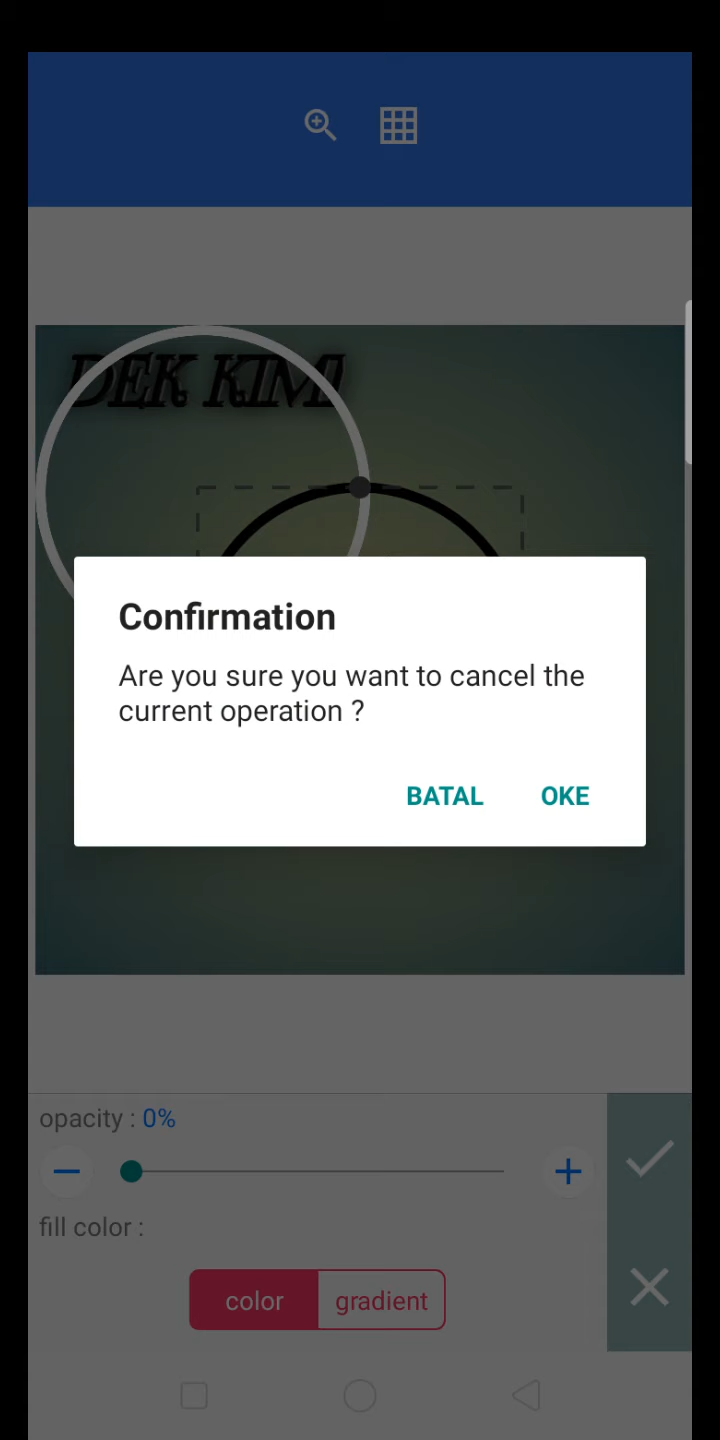 DEK KIMI
Confirmation
Are you sure you want to cancel the
current operation ?
BATAL OKE
opacity : 0%
fill color :
color gradient